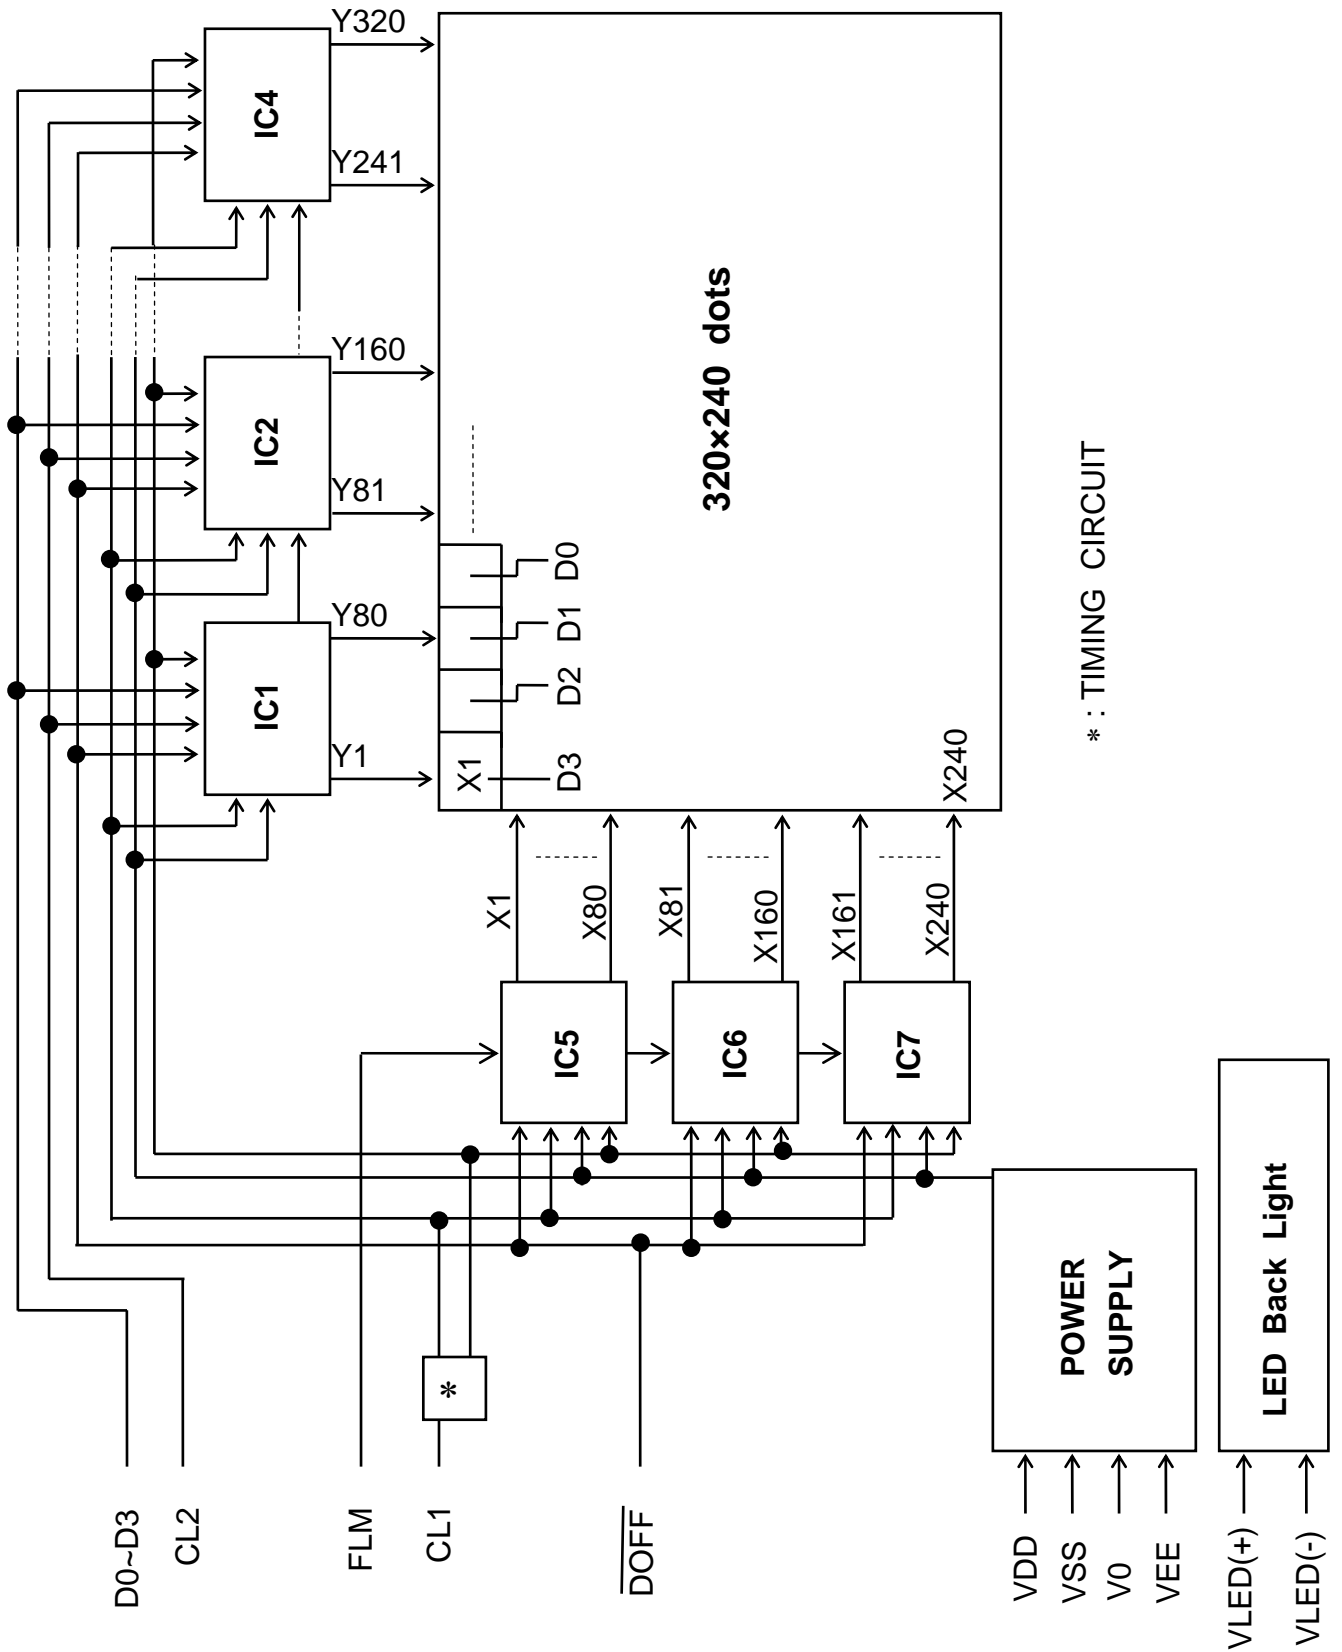 Y320
IC4
Y241
Y160
IC2
Y81
Y80
IC1
Y1
320×240 dots
D0
D1
D2
D3
X1
X240
* : TIMING CIRCUIT
X1
X80
X81
X160
X161
X240
IC5
IC6
IC7
*
POWER
SUPPLY
LED Back Light
D0~D3
CL2
FLM
CL1
DOFF
VDD
VSS
V0
VEE
VLED(+)
VLED(-)